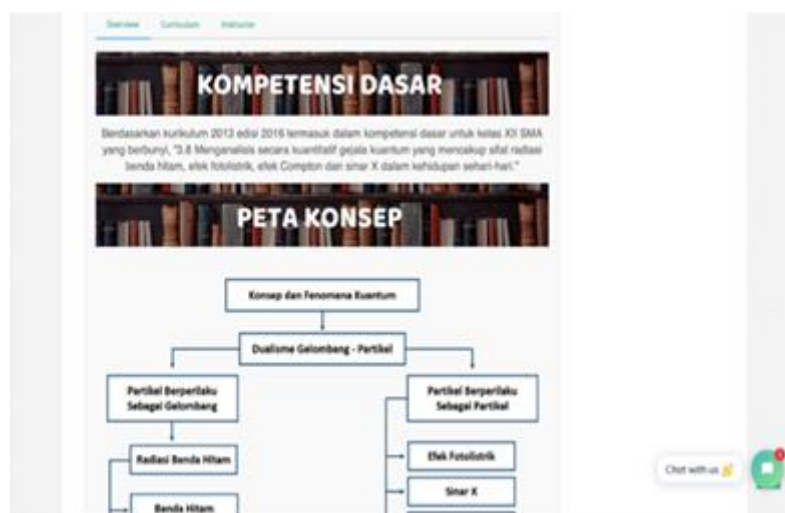 Overview Curriculum Instructor
KOMPETENSI DASAR
Berdasarkan kurikulum 2013 edisi 2016 termasuk dalam kompetensi dasar untuk kelas XII SMA
yang berbunyi, "3.8 Menganalisis secara kuantitatif gejala kuantum yang mencakup sifat radiasi
benda hitam, efek fotolistrik, efek Compton dan sinar X dalam kehidupan sehari-hari."
PETA KONSEP
Konsep dan Fenomena Kuantum
Dualisme Gelombang - Partikel
Partikel Berperilaku
Sebagai Gelombang
Partikel Berperilaku
Sebagai Partikel
Radiasi Benda Hitam
Efek Fotolistrik
Sinar X
Benda Hitam
Chat with us 👋